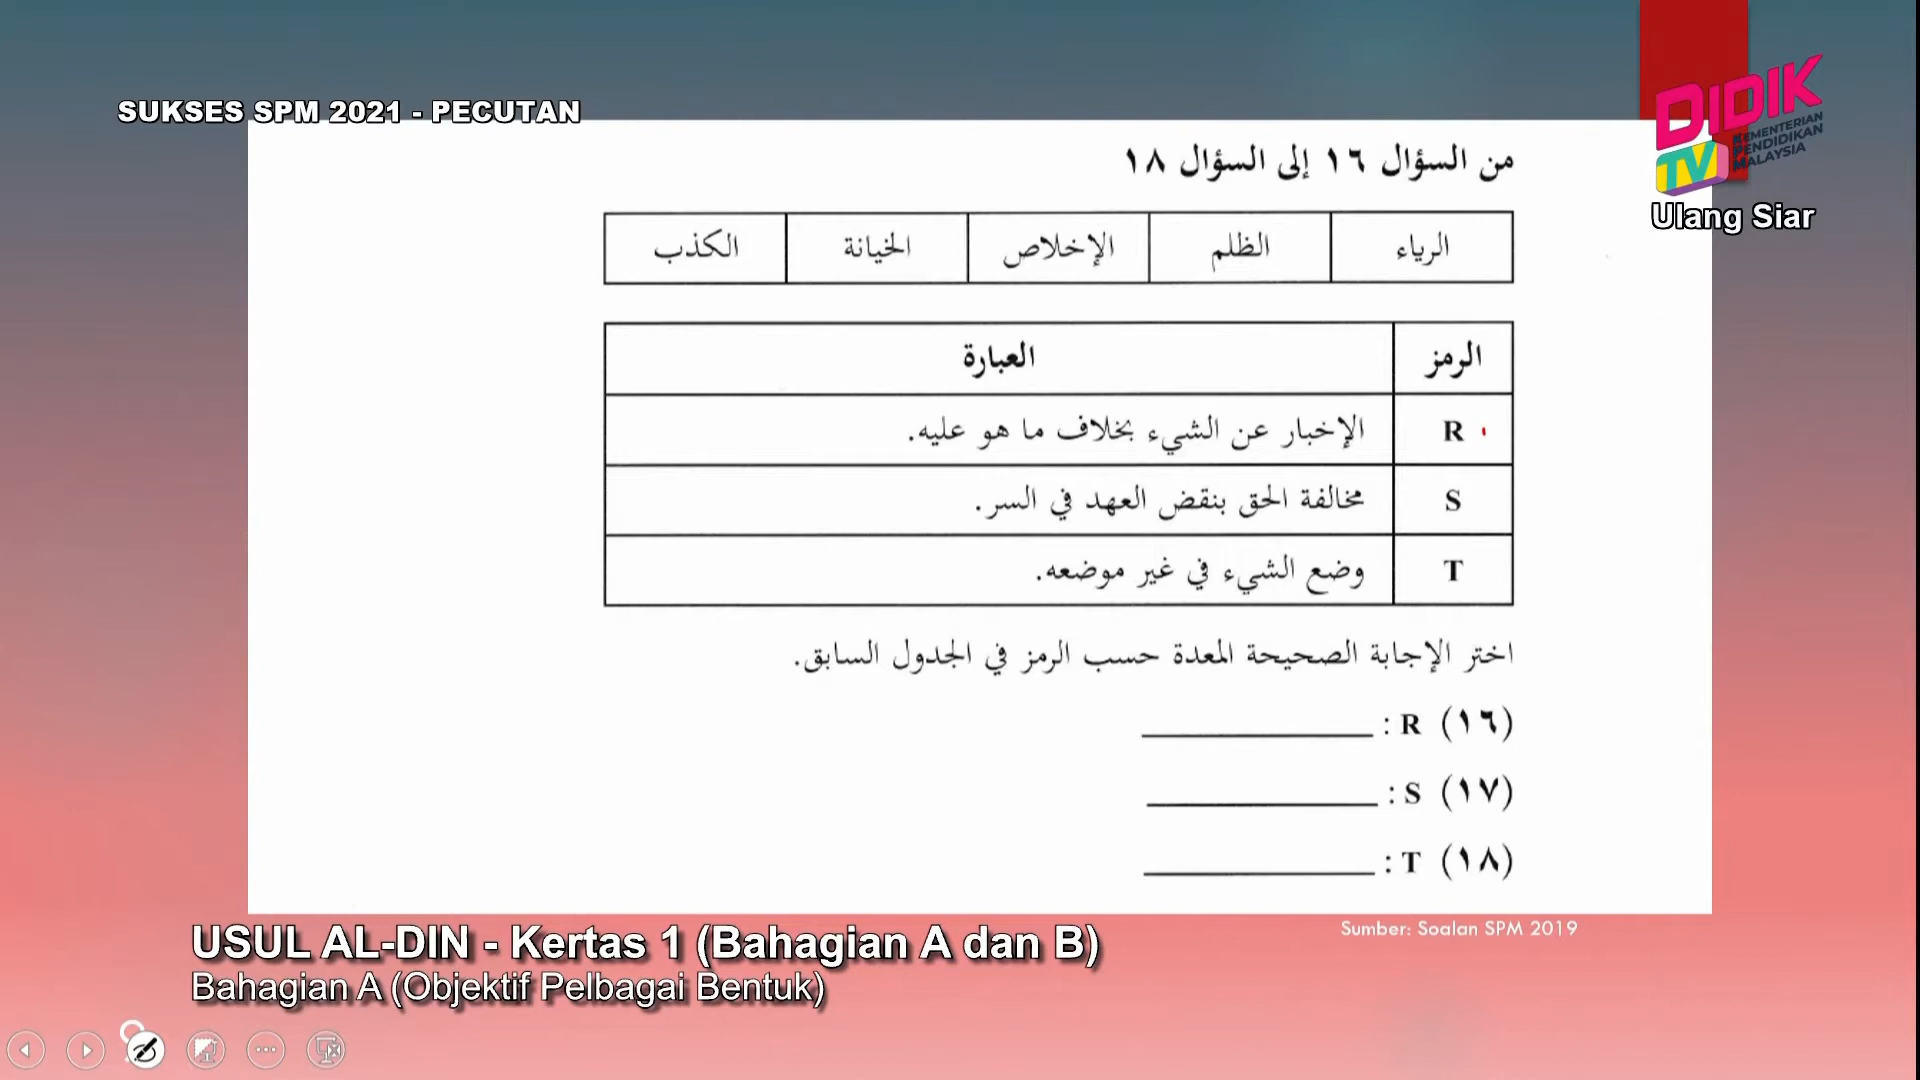 SUKSES SPM 2021 - PECUTAN
DIDIK
TV
KEMENTERIAN
PENDIDIKAN
MALAYSIA
Ulang Siar
من السؤال ١٦ إلى السؤال ١٨
الرياء الظلم الإخلاص الخيانة الكذب
الرمز العبارة
R الإخبار عن الشيء بخلاف ما هو عليه.
S مخالفة الحق بنقض العهد في السر.
T وضع الشيء في غير موضعه.
اختر الإجابة الصحيحة المعدة حسب الرمز في الجدول السابق.
(١٦) R : ____________
(١٧) S : ____________
(١٨) T : ____________
Sumber: Soalan SPM 2019
USUL AL-DIN - Kertas 1 (Bahagian A dan B)
Bahagian A (Objektif Pelbagai Bentuk)